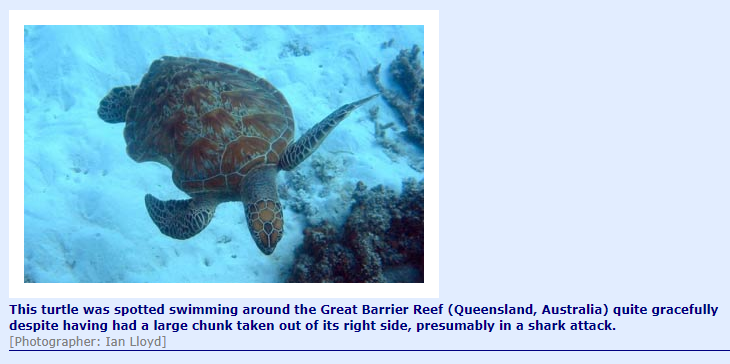 This turtle was spotted swimming around the Great Barrier Reef (Queensland, Australia) quite gracefully
despite having had a large chunk taken out of its right side, presumably in a shark attack.
[Photographer: Ian Lloyd]